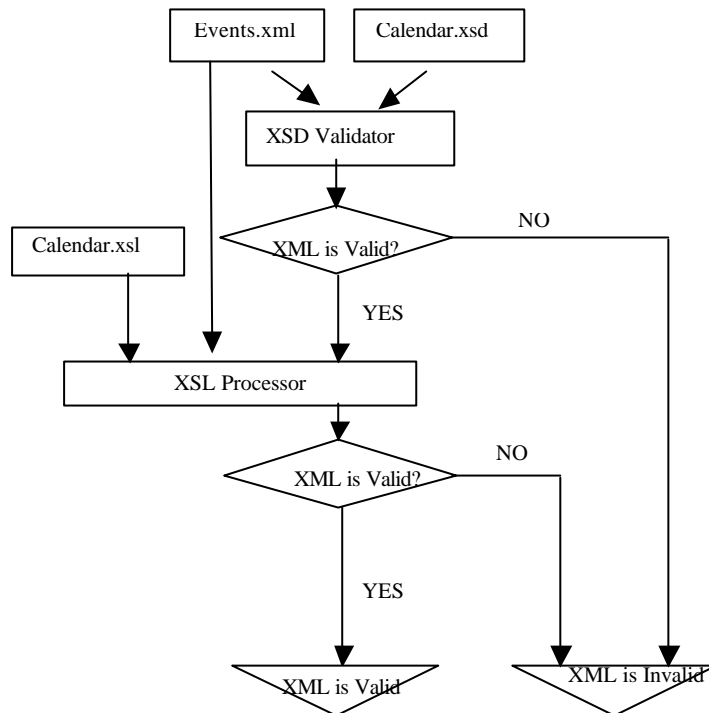 Events.xml
Calendar.xsd
XSD Validator
NO
Calendar.xsl
XML is Valid?
YES
XSL Processor
NO
XML is Valid?
YES
XML is Valid
XML is Invalid